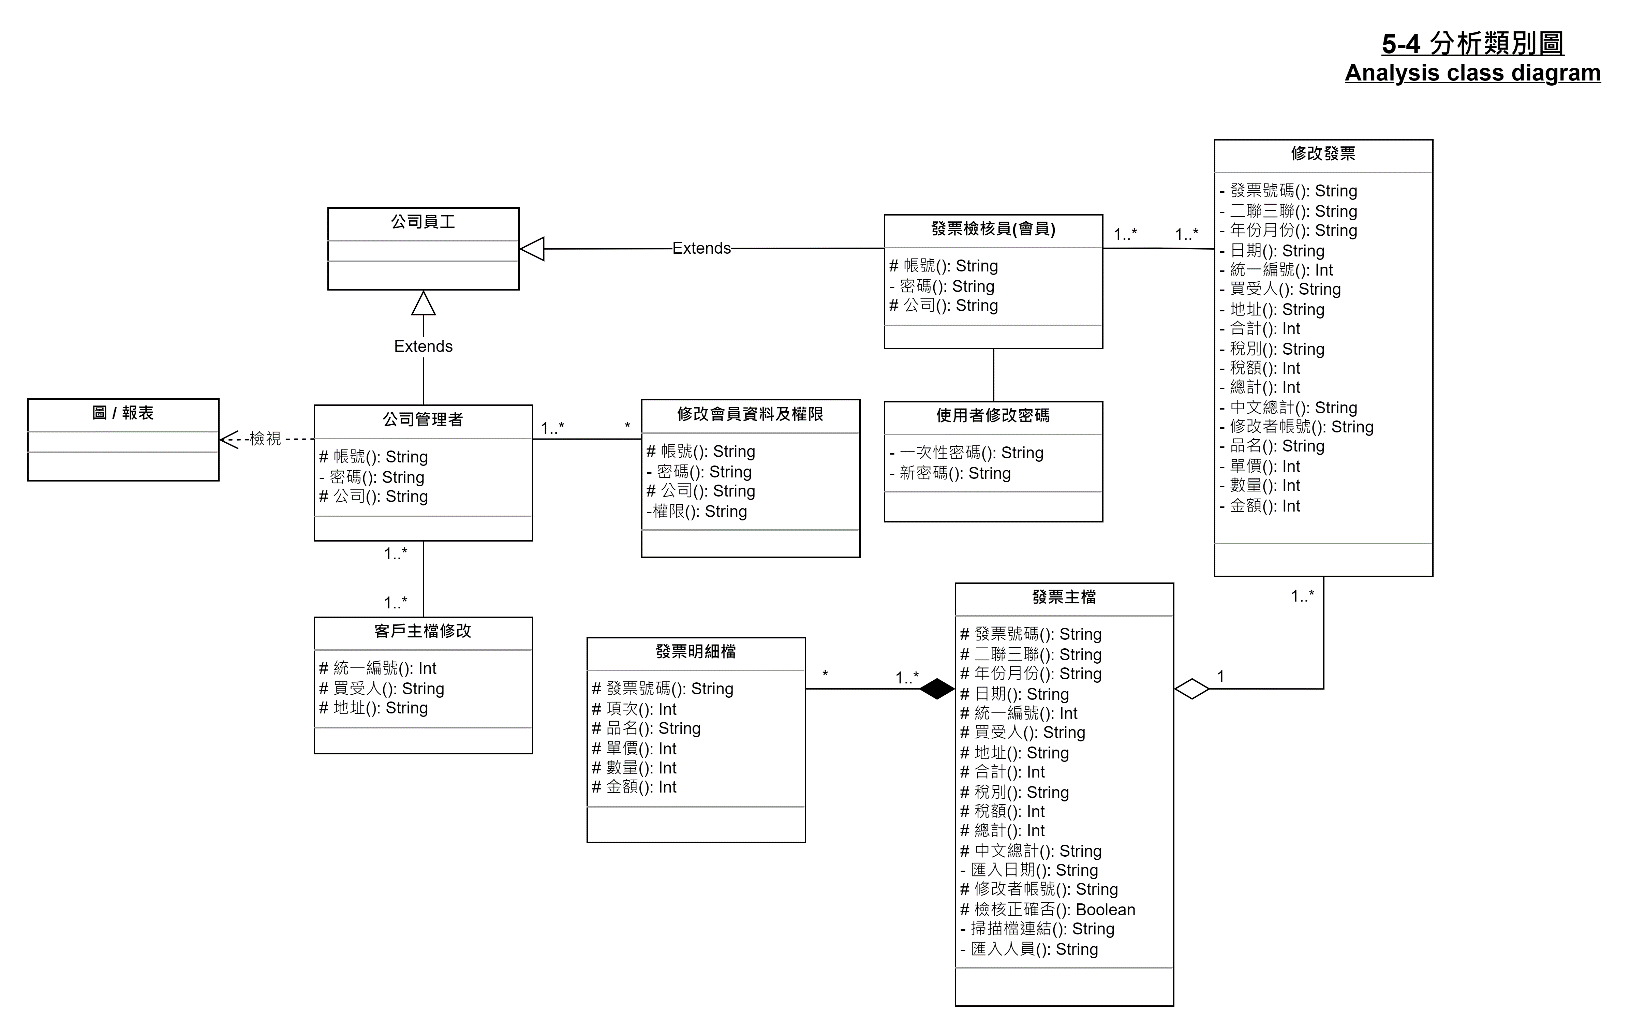 5-4 分析類別圖
Analysis class diagram
公司員工
Extends
Extends
發票檢核員(會員)
# 帳號(): String
- 密碼(): String
# 公司(): String
1..*
1..*
修改發票
- 發票號碼(): String
- 二聯三聯(): String
- 年份月份(): String
- 日期(): String
- 統一編號(): Int
- 買受人(): String
- 地址(): String
- 合計(): Int
- 稅別(): String
- 稅額(): Int
- 總計(): Int
- 中文總計(): String
- 修改者帳號(): String
- 品名(): String
- 單價(): Int
- 數量(): Int
- 金額(): Int
圖 / 報表
檢視
公司管理者
# 帳號(): String
- 密碼(): String
# 公司(): String
1..*
*
修改會員資料及權限
# 帳號(): String
- 密碼(): String
# 公司(): String
-權限(): String
使用者修改密碼
- 一次性密碼(): String
- 新密碼(): String
1..*
1..*
客戶主檔修改
# 統一編號(): Int
# 買受人(): String
# 地址(): String
發票明細檔
# 發票號碼(): String
# 項次(): Int
# 品名(): String
# 單價(): Int
# 數量(): Int
# 金額(): Int
*
1..*
發票主檔
# 發票號碼(): String
# 二聯三聯(): String
# 年份月份(): String
# 日期(): String
# 統一編號(): Int
# 買受人(): String
# 地址(): String
# 合計(): Int
# 稅別(): String
# 稅額(): Int
# 總計(): Int
# 中文總計(): String
- 匯入日期(): String
# 修改者帳號(): String
# 檢核正確否(): Boolean
- 掃描檔連結(): String
- 匯入人員(): String
1
1..*